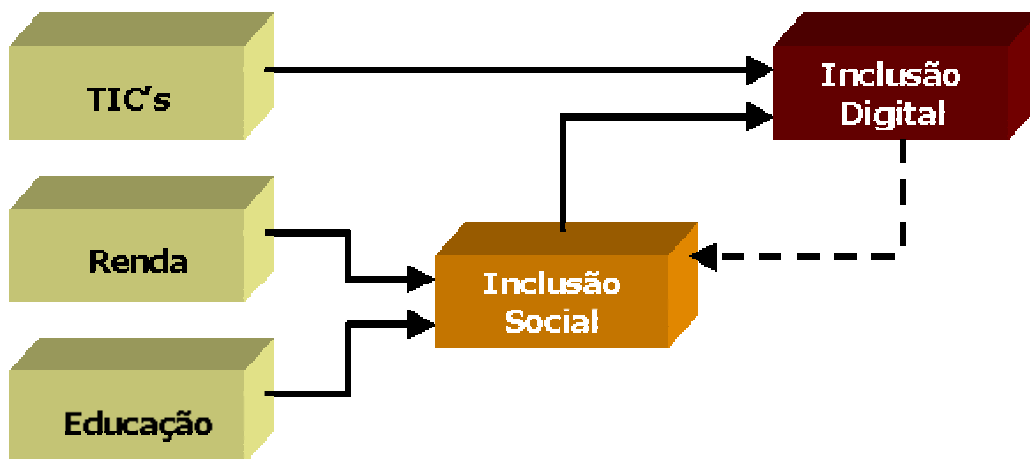 TIC's
Inclusão
Digital
Renda
Inclusão
Social
Educação